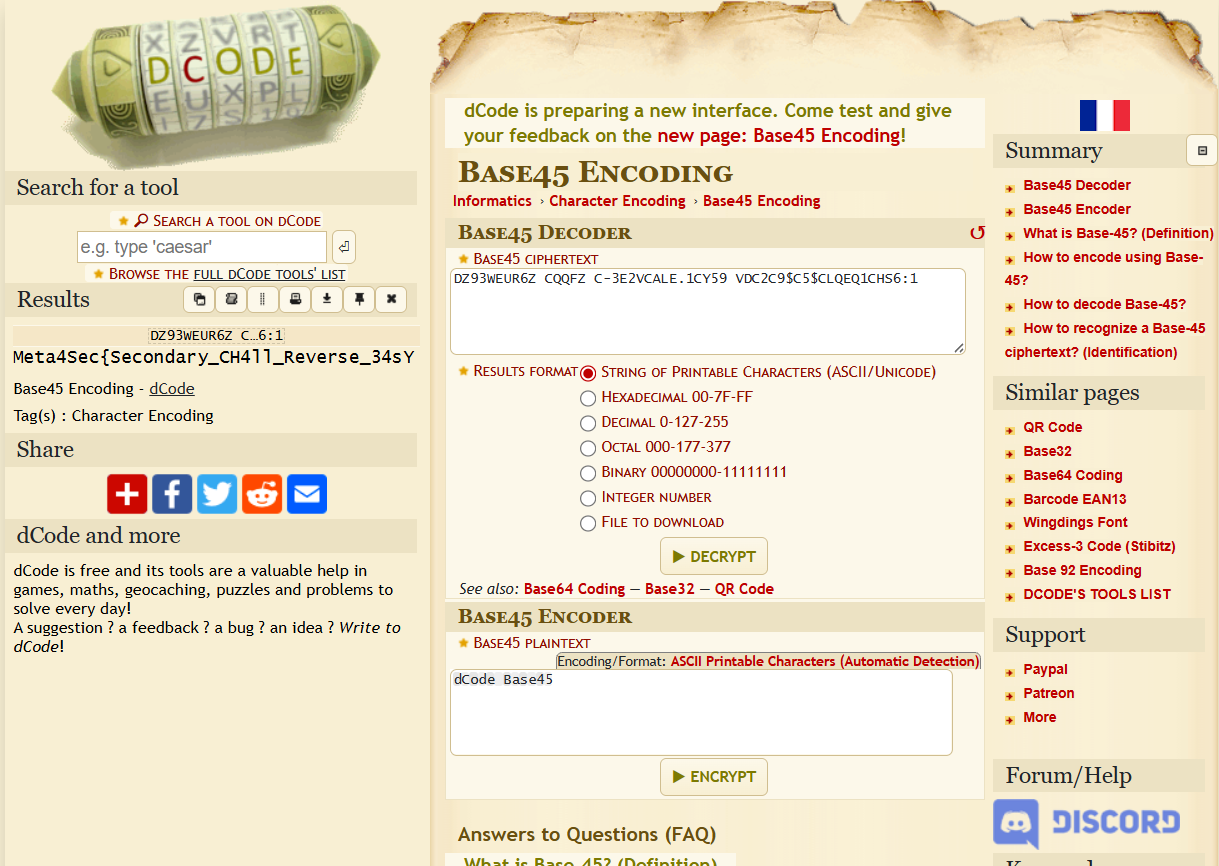 DCODE
Search for a tool
SEARCH A TOOL ON DCODE
e.g. type 'caesar'
BROWSE THE FULL DCODE TOOLS' LIST
Results
DZ93WEUR6Z C…6:1
Meta4Sec{Secondary_CH4ll_Reverse_34sY
Base45 Encoding - dCode
Tag(s) : Character Encoding
Share
dCode and more
dCode is free and its tools are a valuable help in
games, maths, geocaching, puzzles and problems to
solve every day!
A suggestion ? a feedback ? a bug ? an idea ? Write to
dCode!
dCode is preparing a new interface. Come test and give
your feedback on the new page: Base45 Encoding!
BASE45 ENCODING
Informatics › Character Encoding › Base45 Encoding
BASE45 DECODER
BASE45 CIPHERTEXT
DZ93WEUR6Z CQQFZ C-3E2VCALE.1CY59 VDC2C9$C5$CLQEQ1CHS6:1
RESULTS FORMAT STRING OF PRINTABLE CHARACTERS (ASCII/UNICODE)
HEXADECIMAL 00-7F-FF
DECIMAL 0-127-255
OCTAL 000-177-377
BINARY 00000000-11111111
INTEGER NUMBER
FILE TO DOWNLOAD
DECRYPT
See also: Base64 Coding — Base32 — QR Code
BASE45 ENCODER
BASE45 PLAINTEXT
Encoding/Format: ASCII Printable Characters (Automatic Detection)
dCode Base45
ENCRYPT
Answers to Questions (FAQ)
What is Base-45? (Definition)
Summary
Base45 Decoder
Base45 Encoder
What is Base-45? (Definition)
How to encode using Base-
45?
How to decode Base-45?
How to recognize a Base-45
ciphertext? (Identification)
Similar pages
QR Code
Base32
Base64 Coding
Barcode EAN13
Wingdings Font
Excess-3 Code (Stibitz)
Base 92 Encoding
DCODE'S TOOLS LIST
Support
Paypal
Patreon
More
Forum/Help
DISCORD